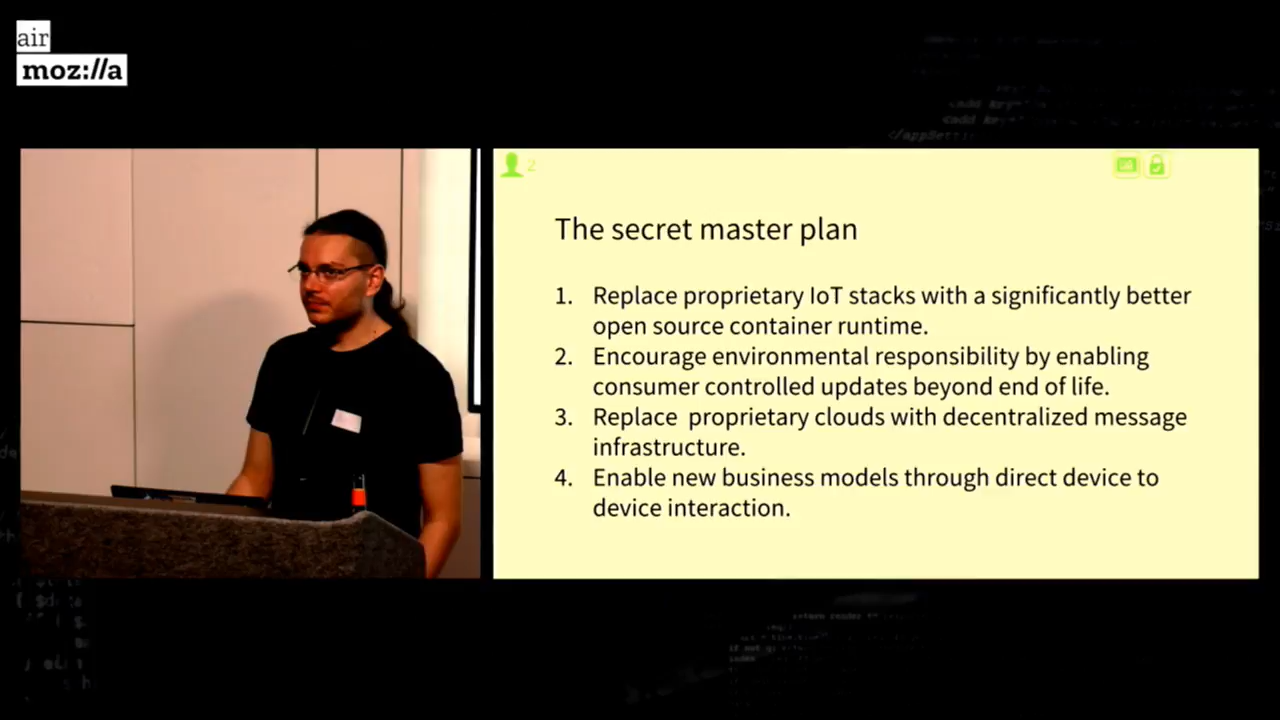 air
moz://a
2
The secret master plan
1. Replace proprietary IoT stacks with a significantly better
open source container runtime.
2. Encourage environmental responsibility by enabling
consumer controlled updates beyond end of life.
3. Replace proprietary clouds with decentralized message
infrastructure.
4. Enable new business models through direct device to
device interaction.